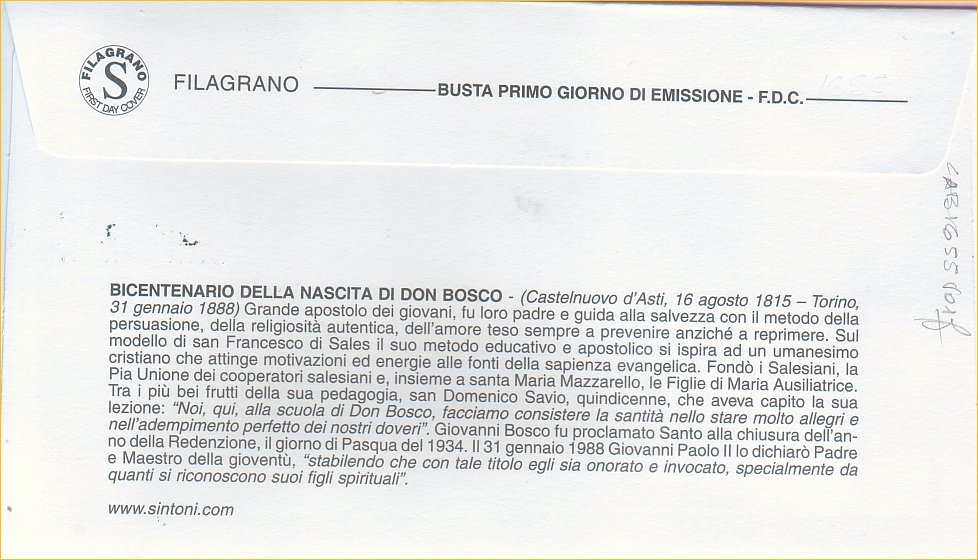 FILAGRANO
S
FIRST DAY COVER
FILAGRANO
BUSTA PRIMO GIORNO DI EMISSIONE - F.D.C.
BICENTENARIO DELLA NASCITA DI DON BOSCO - (Castelnuovo d'Asti, 16 agosto 1815 – Torino,
31 gennaio 1888) Grande apostolo dei giovani, fu loro padre e guida alla salvezza con il metodo della
persuasione, della religiosità autentica, dell'amore teso sempre a prevenire anziché a reprimere. Sul
modello di san Francesco di Sales il suo metodo educativo e apostolico si ispira ad un umanesimo
cristiano che attinge motivazioni ed energie alle fonti della sapienza evangelica. Fondò i Salesiani, la
Pia Unione dei cooperatori salesiani e, insieme a santa Maria Mazzarello, le Figlie di Maria Ausiliatrice.
Tra i più bei frutti della sua pedagogia, san Domenico Savio, quindicenne, che aveva capito la sua
lezione: "Noi, qui, alla scuola di Don Bosco, facciamo consistere la santità nello stare molto allegri e
nell'adempimento perfetto dei nostri doveri". Giovanni Bosco fu proclamato Santo alla chiusura dell'an-
no della Redenzione, il giorno di Pasqua del 1934. Il 31 gennaio 1988 Giovanni Paolo II lo dichiarò Padre
e Maestro della gioventù, "stabilendo che con tale titolo egli sia onorato e invocato, specialmente da
quanti si riconoscono suoi figli spirituali".
www.sintoni.com